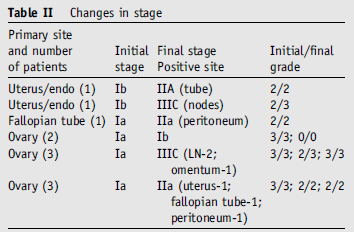 Table II Changes in stage
Primary site
and number Initial Final stage Initial/final
of patients stage Positive site grade
Uterus/endo (1) Ib IIA (tube) 2/2
Uterus/endo (1) Ib IIIC (nodes) 2/3
Fallopian tube (1) Ia IIa (peritoneum) 2/2
Ovary (2) Ia Ib 3/3; 0/0
Ovary (3) Ia IIIC (LN-2; 3/3; 2/3; 3/3
omentum-1)
Ovary (3) Ia IIa (uterus-1; 3/3; 2/2; 2/2
fallopian tube-1;
peritoneum-1)